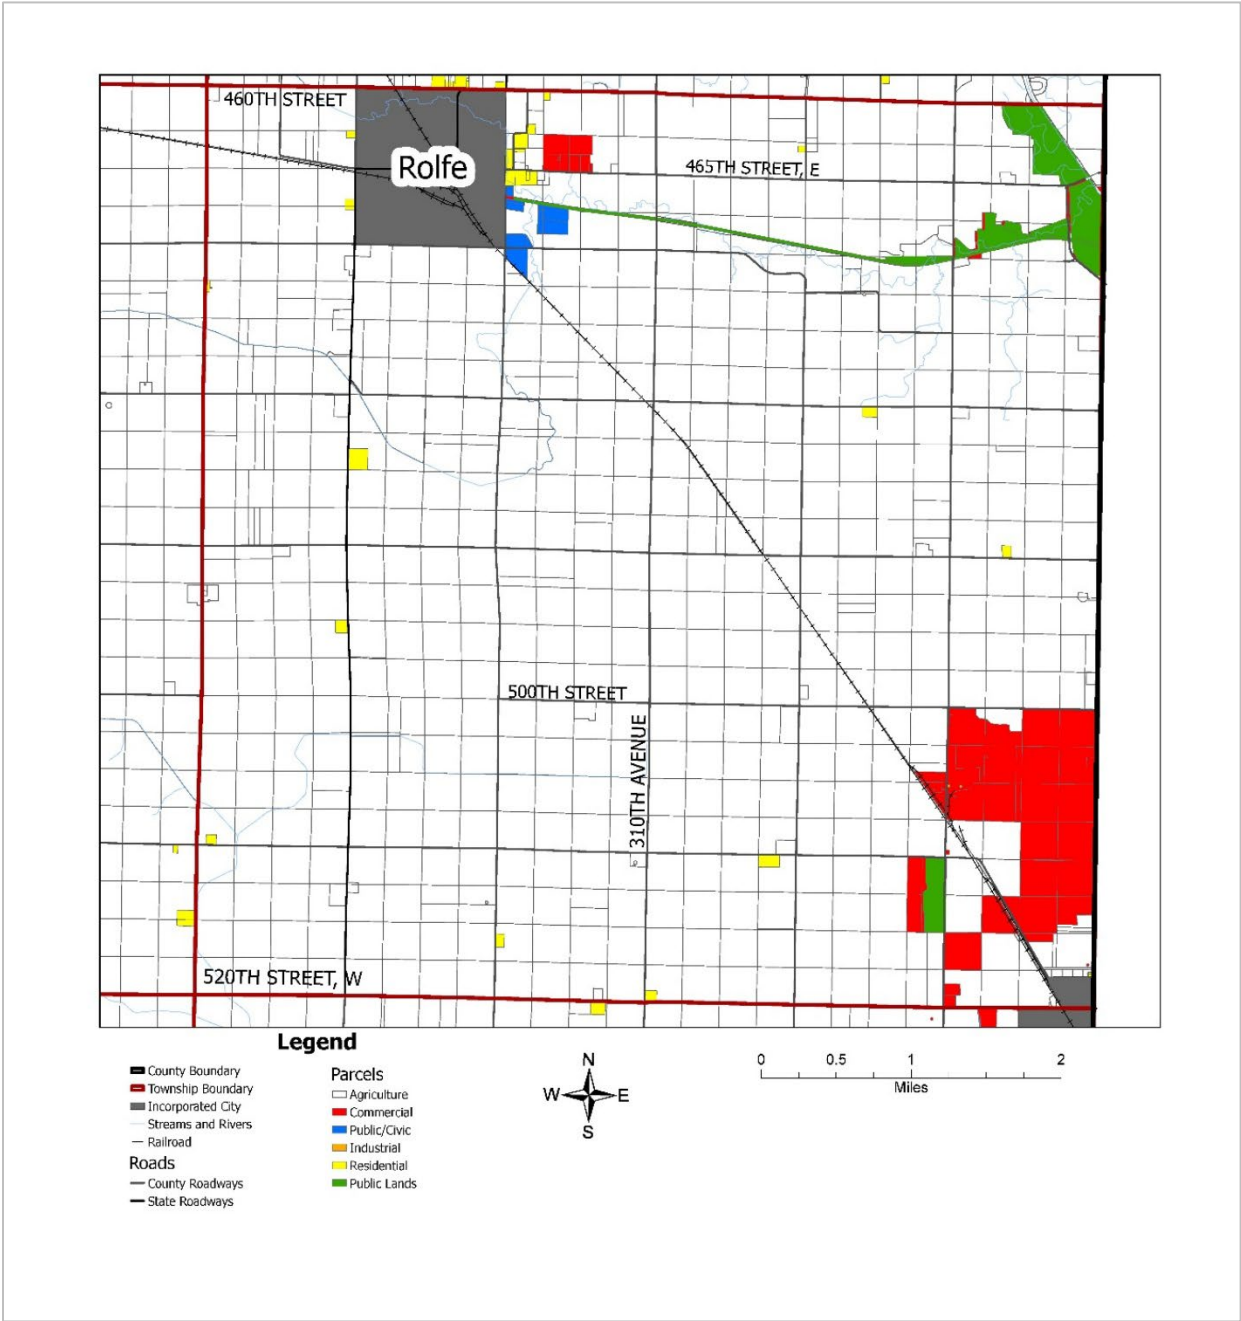 460TH STREET
Rolfe
465TH STREET, E
500TH STREET
310TH AVENUE
520TH STREET, W
Legend
County Boundary
Township Boundary
Incorporated City
Streams and Rivers
Railroad
Roads
County Roadways
State Roadways
Parcels
Agriculture
Commercial
Public/Civic
Industrial
Residential
Public Lands
N
W E
S
0 0.5 1 2
Miles